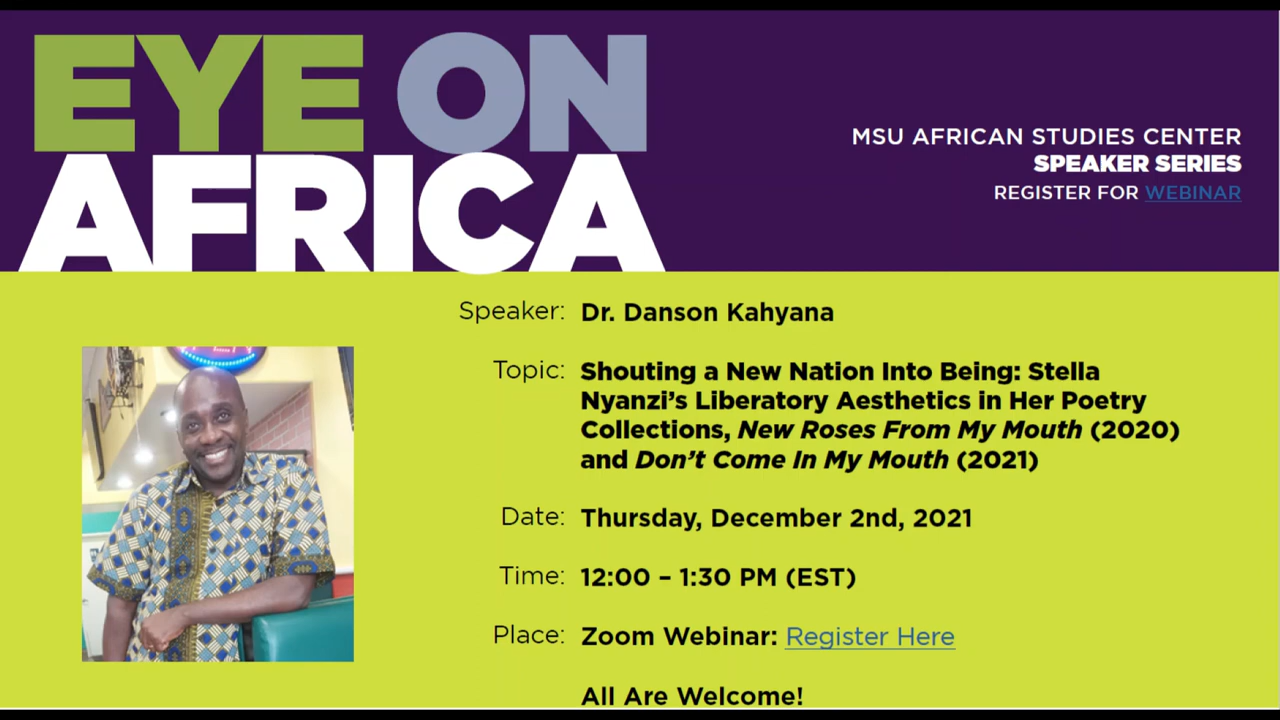 EYE ON
AFRICA
MSU AFRICAN STUDIES CENTER
SPEAKER SERIES
REGISTER FOR WEBINAR
Speaker: Dr. Danson Kahyana
Topic: Shouting a New Nation Into Being: Stella
Nyanzi’s Liberatory Aesthetics in Her Poetry
Collections, New Roses From My Mouth (2020)
and Don’t Come In My Mouth (2021)
Date: Thursday, December 2nd, 2021
Time: 12:00 – 1:30 PM (EST)
Place: Zoom Webinar: Register Here
All Are Welcome!